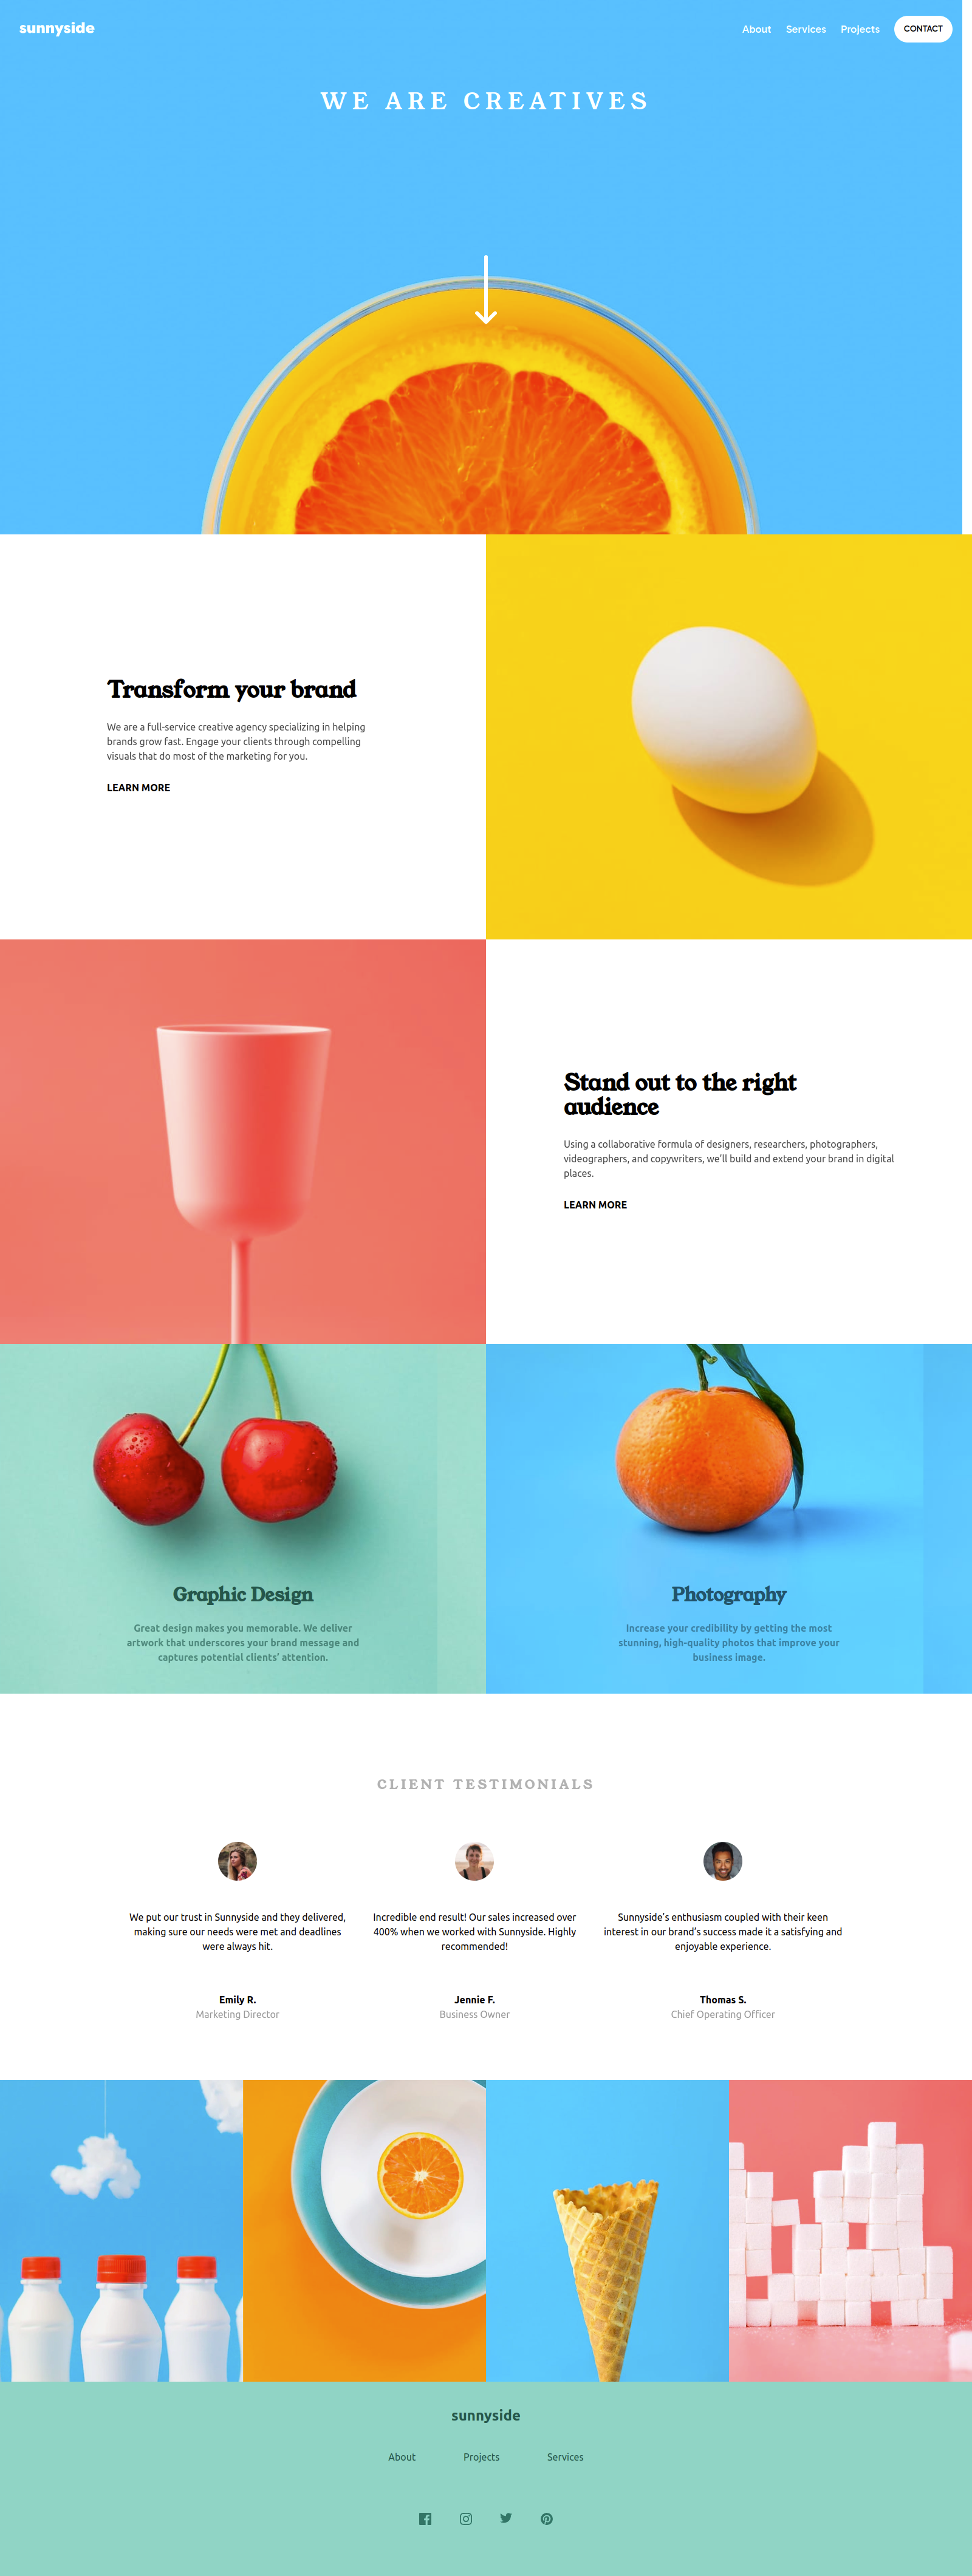 sunnyside
About Services Projects CONTACT
WE ARE CREATIVES
Transform your brand
We are a full-service creative agency specializing in helping
brands grow fast. Engage your clients through compelling
visuals that do most of the marketing for you.
LEARN MORE
Stand out to the right
audience
Using a collaborative formula of designers, researchers, photographers,
videographers, and copywriters, we'll build and extend your brand in digital
places.
LEARN MORE
Graphic Design
Great design makes you memorable. We deliver
artwork that underscores your brand message and
captures potential clients' attention.
Photography
Increase your credibility by getting the most
stunning, high-quality photos that improve your
business image.
CLIENT TESTIMONIALS
We put our trust in Sunnyside and they delivered,
making sure our needs were met and deadlines
were always hit.
Emily R.
Marketing Director
Incredible end result! Our sales increased over
400% when we worked with Sunnyside. Highly
recommended!
Jennie F.
Business Owner
Sunnyside's enthusiasm coupled with their keen
interest in our brand's success made it a satisfying and
enjoyable experience.
Thomas S.
Chief Operating Officer
sunnyside
About Projects Services